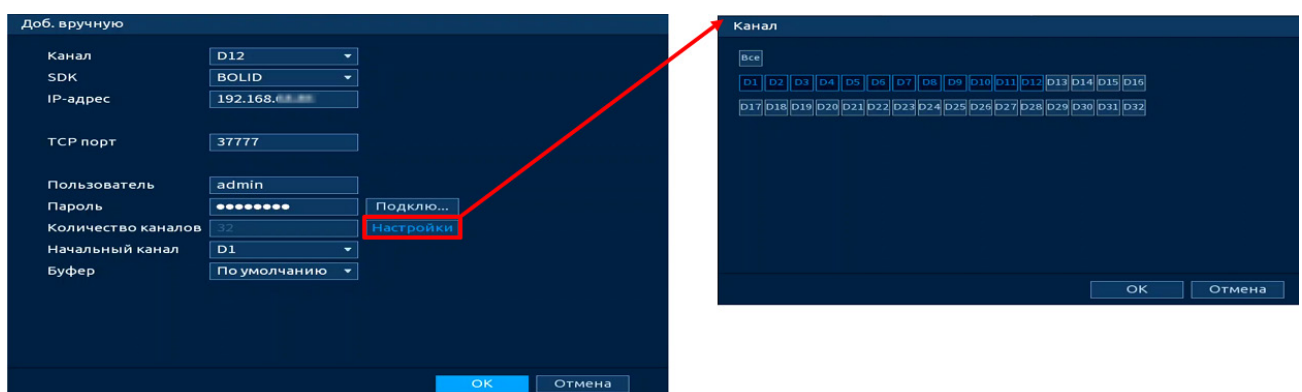 Доб. вручную
Канал D12
SDK BOLID
IP-адрес 192.168.
TCP порт 37777
Пользователь admin
Пароль Подклю...
Количество каналов 32 Настройки
Начальный канал D1
Буфер По умолчанию
OK Отмена
Канал
Все
D1 D2 D3 D4 D5 D6 D7 D8 D9 D10 D11 D12 D13 D14 D15 D16
D17 D18 D19 D20 D21 D22 D23 D24 D25 D26 D27 D28 D29 D30 D31 D32
OK Отмена